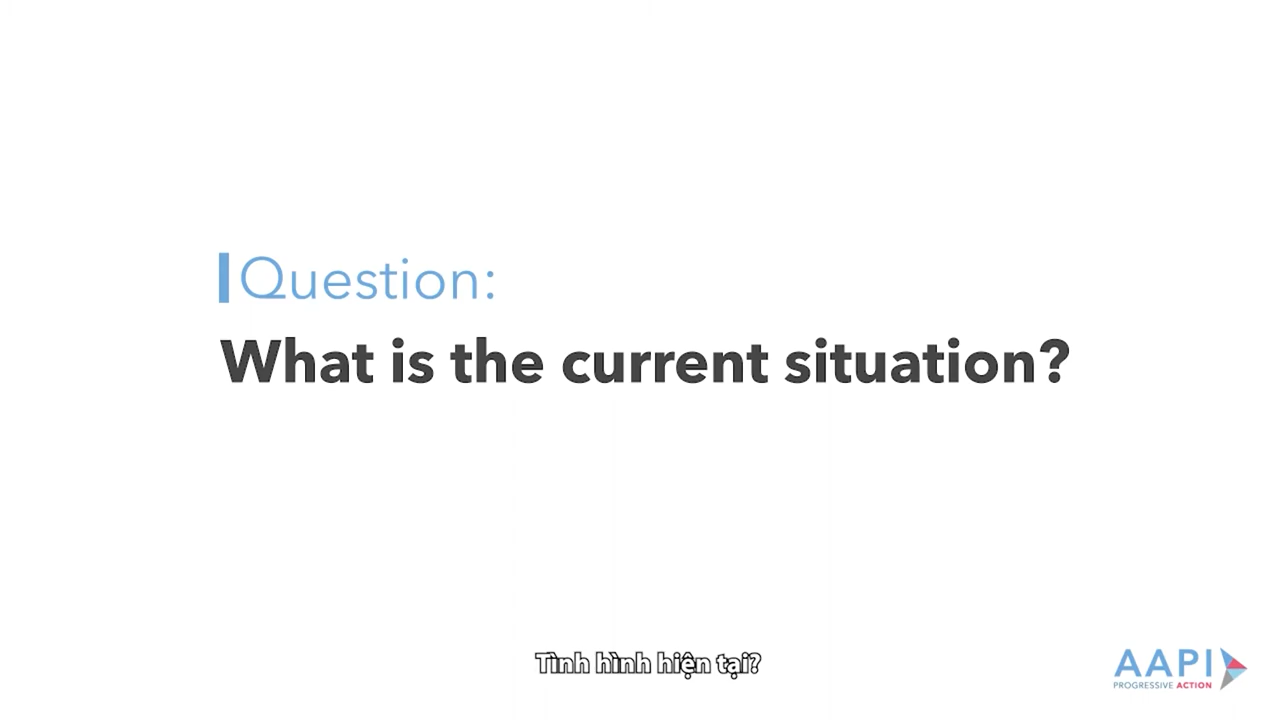 Question:
What is the current situation?
Tình hình hiện tại?
AAPI
PROGRESSIVE ACTION